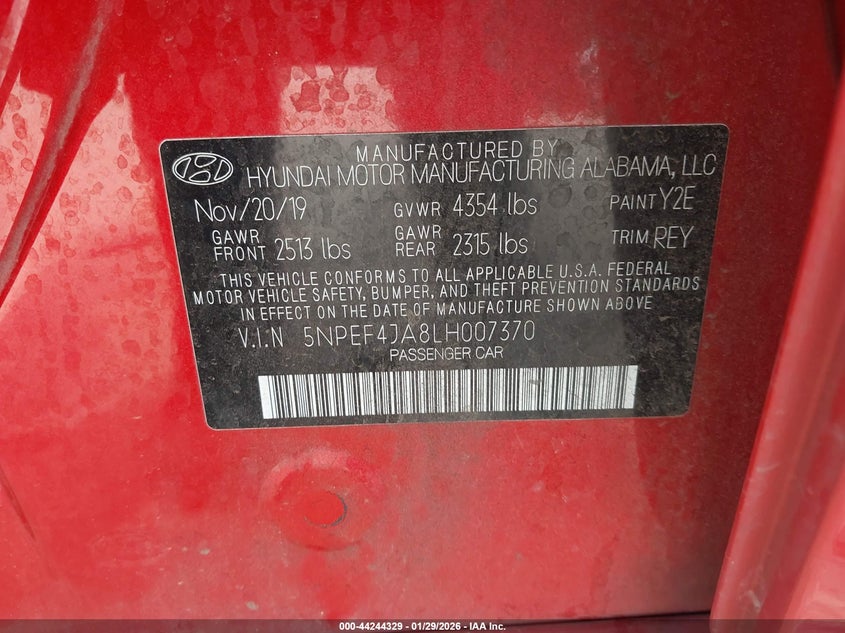 MANUFACTURED BY
HYUNDAI MOTOR MANUFACTURING ALABAMA, LLC
Nov/20/19 GVWR 4354 lbs PAINT Y2E
GAWR FRONT 2513 lbs GAWR REAR 2315 lbs TRIM REY
THIS VEHICLE CONFORMS TO ALL APPLICABLE U.S.A. FEDERAL
MOTOR VEHICLE SAFETY, BUMPER, AND THEFT PREVENTION STANDARDS
IN EFFECT ON THE DATE OF MANUFACTURE SHOWN ABOVE
V.I.N 5NPEF4JA8LH007370
PASSENGER CAR
000-44244329 - 01/29/2026 - IAA Inc.